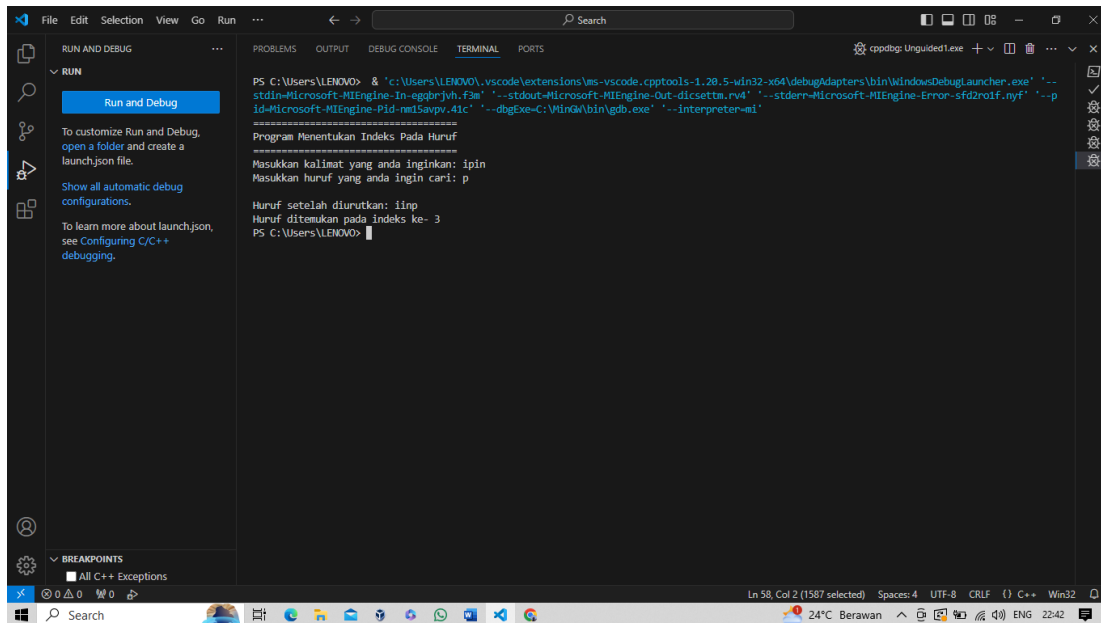 File Edit Selection View Go Run ··· Search
RUN AND DEBUG ···
PROBLEMS OUTPUT DEBUG CONSOLE TERMINAL PORTS
cppdbg: Unguided1.exe
RUN
Run and Debug
To customize Run and Debug,
open a folder and create a
launch.json file.
Show all automatic debug
configurations.
To learn more about launch.json,
see Configuring C/C++
debugging.
PS C:\Users\LENOVO> & 'c:\Users\LENOVO\.vscode\extensions\ms-vscode.cpptools-1.20.5-win32-x64\debugAdapters\bin\WindowsDebugLauncher.exe' '--
stdin=Microsoft-MIEngine-In-egqbrjvh.f3m' '--stdout=Microsoft-MIEngine-Out-dicsettm.rv4' '--stderr=Microsoft-MIEngine-Error-sfd2ro1f.nyf' '--p
id=Microsoft-MIEngine-Pid-nm15avpv.41c' '--dbgExe=C:\MinGW\bin\gdb.exe' '--interpreter=mi'
====================================
Program Menentukan Indeks Pada Huruf
====================================
Masukkan kalimat yang anda inginkan: ipin
Masukkan huruf yang anda ingin cari: p
Huruf setelah diurutkan: iinp
Huruf ditemukan pada indeks ke- 3
PS C:\Users\LENOVO>
BREAKPOINTS
All C++ Exceptions
0 0 0 Ln 58, Col 2 (1587 selected) Spaces: 4 UTF-8 CRLF {} C++ Win32
Search 24°C Berawan ENG 22:42